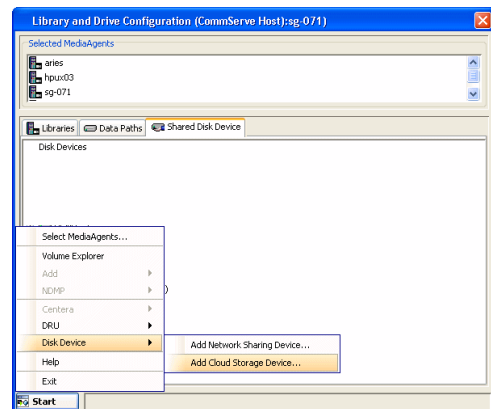 Library and Drive Configuration (CommServe Host):sg-071)
Selected MediaAgents
aries
hpux03
sg-071
Libraries Data Paths Shared Disk Device
Disk Devices
Select MediaAgents...
Volume Explorer
Add
NDMP
)
Centera
DRU
Disk Device
Add Network Sharing Device...
Help
Add Cloud Storage Device...
Exit
Start